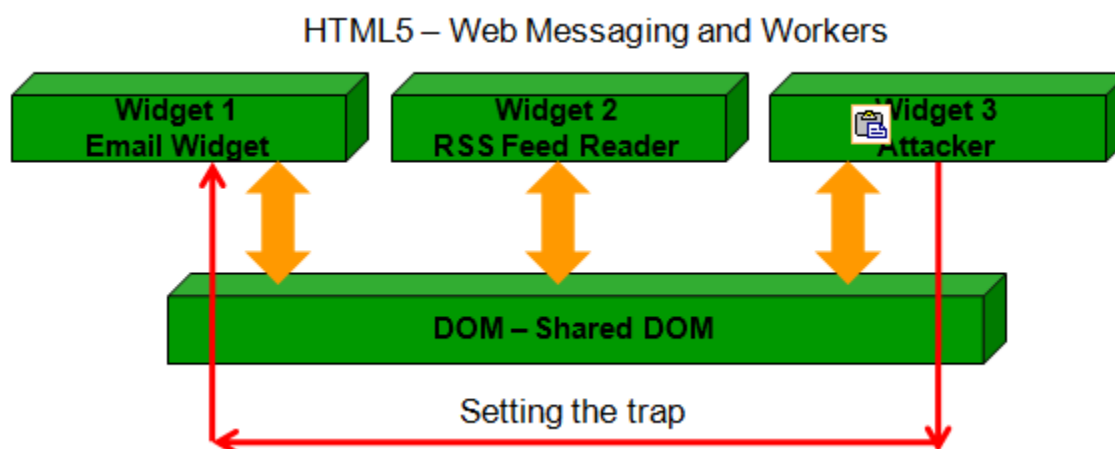 HTML5 – Web Messaging and Workers
Widget 1
Email Widget
Widget 2
RSS Feed Reader
Widget 3
Attacker
DOM – Shared DOM
Setting the trap